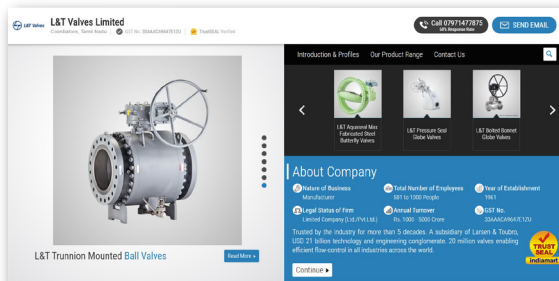 L&T Valves
L&T Valves Limited
Coimbatore, Tamil Nadu
GST No. 33AAACA9647E1ZU
TrustSEAL Verified
Call 07971477875
58% Response Rate
SEND EMAIL
Introduction & Profiles
Our Product Range
Contact Us
L&T Aquaseal Max
Fabricated Steel
Butterfly Valves
L&T Pressure Seal
Globe Valves
L&T Bolted Bonnet
Globe Valves
L&T Trunnion Mounted Ball Valves
Read More
About Company
Nature of Business
Manufacturer
Total Number of Employees
501 to 1000 People
Year of Establishment
1961
Legal Status of Firm
Limited Company (Ltd./Pvt.Ltd.)
Annual Turnover
Rs. 1000 - 5000 Crore
GST No.
33AAACA9647E1ZU
Trusted by the industry for more than 5 decades. A subsidiary of Larsen & Toubro,
USD 21 billion technology and engineering conglomerate. 20 million valves enabling
efficient flow-control in all industries across the world.
Continue
TRUST
SEAL
indiamart